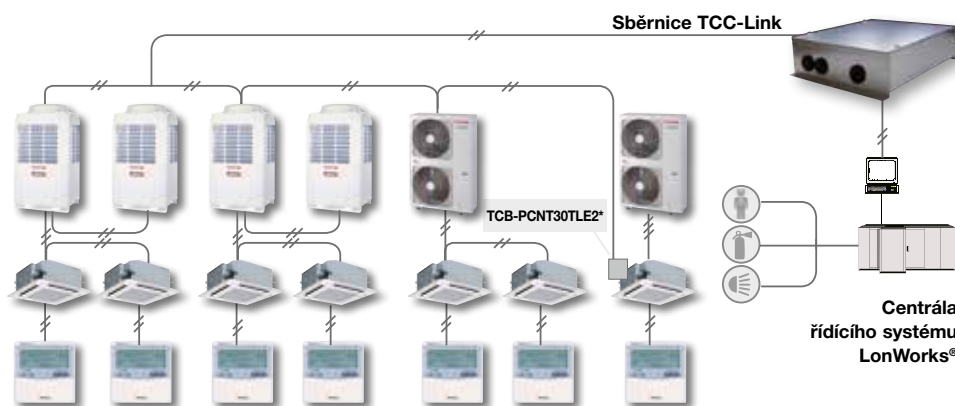 Sběrnice TCC-Link
TCB-PCNT30TLE2*
Centrála
řídícího systému
LonWorks®